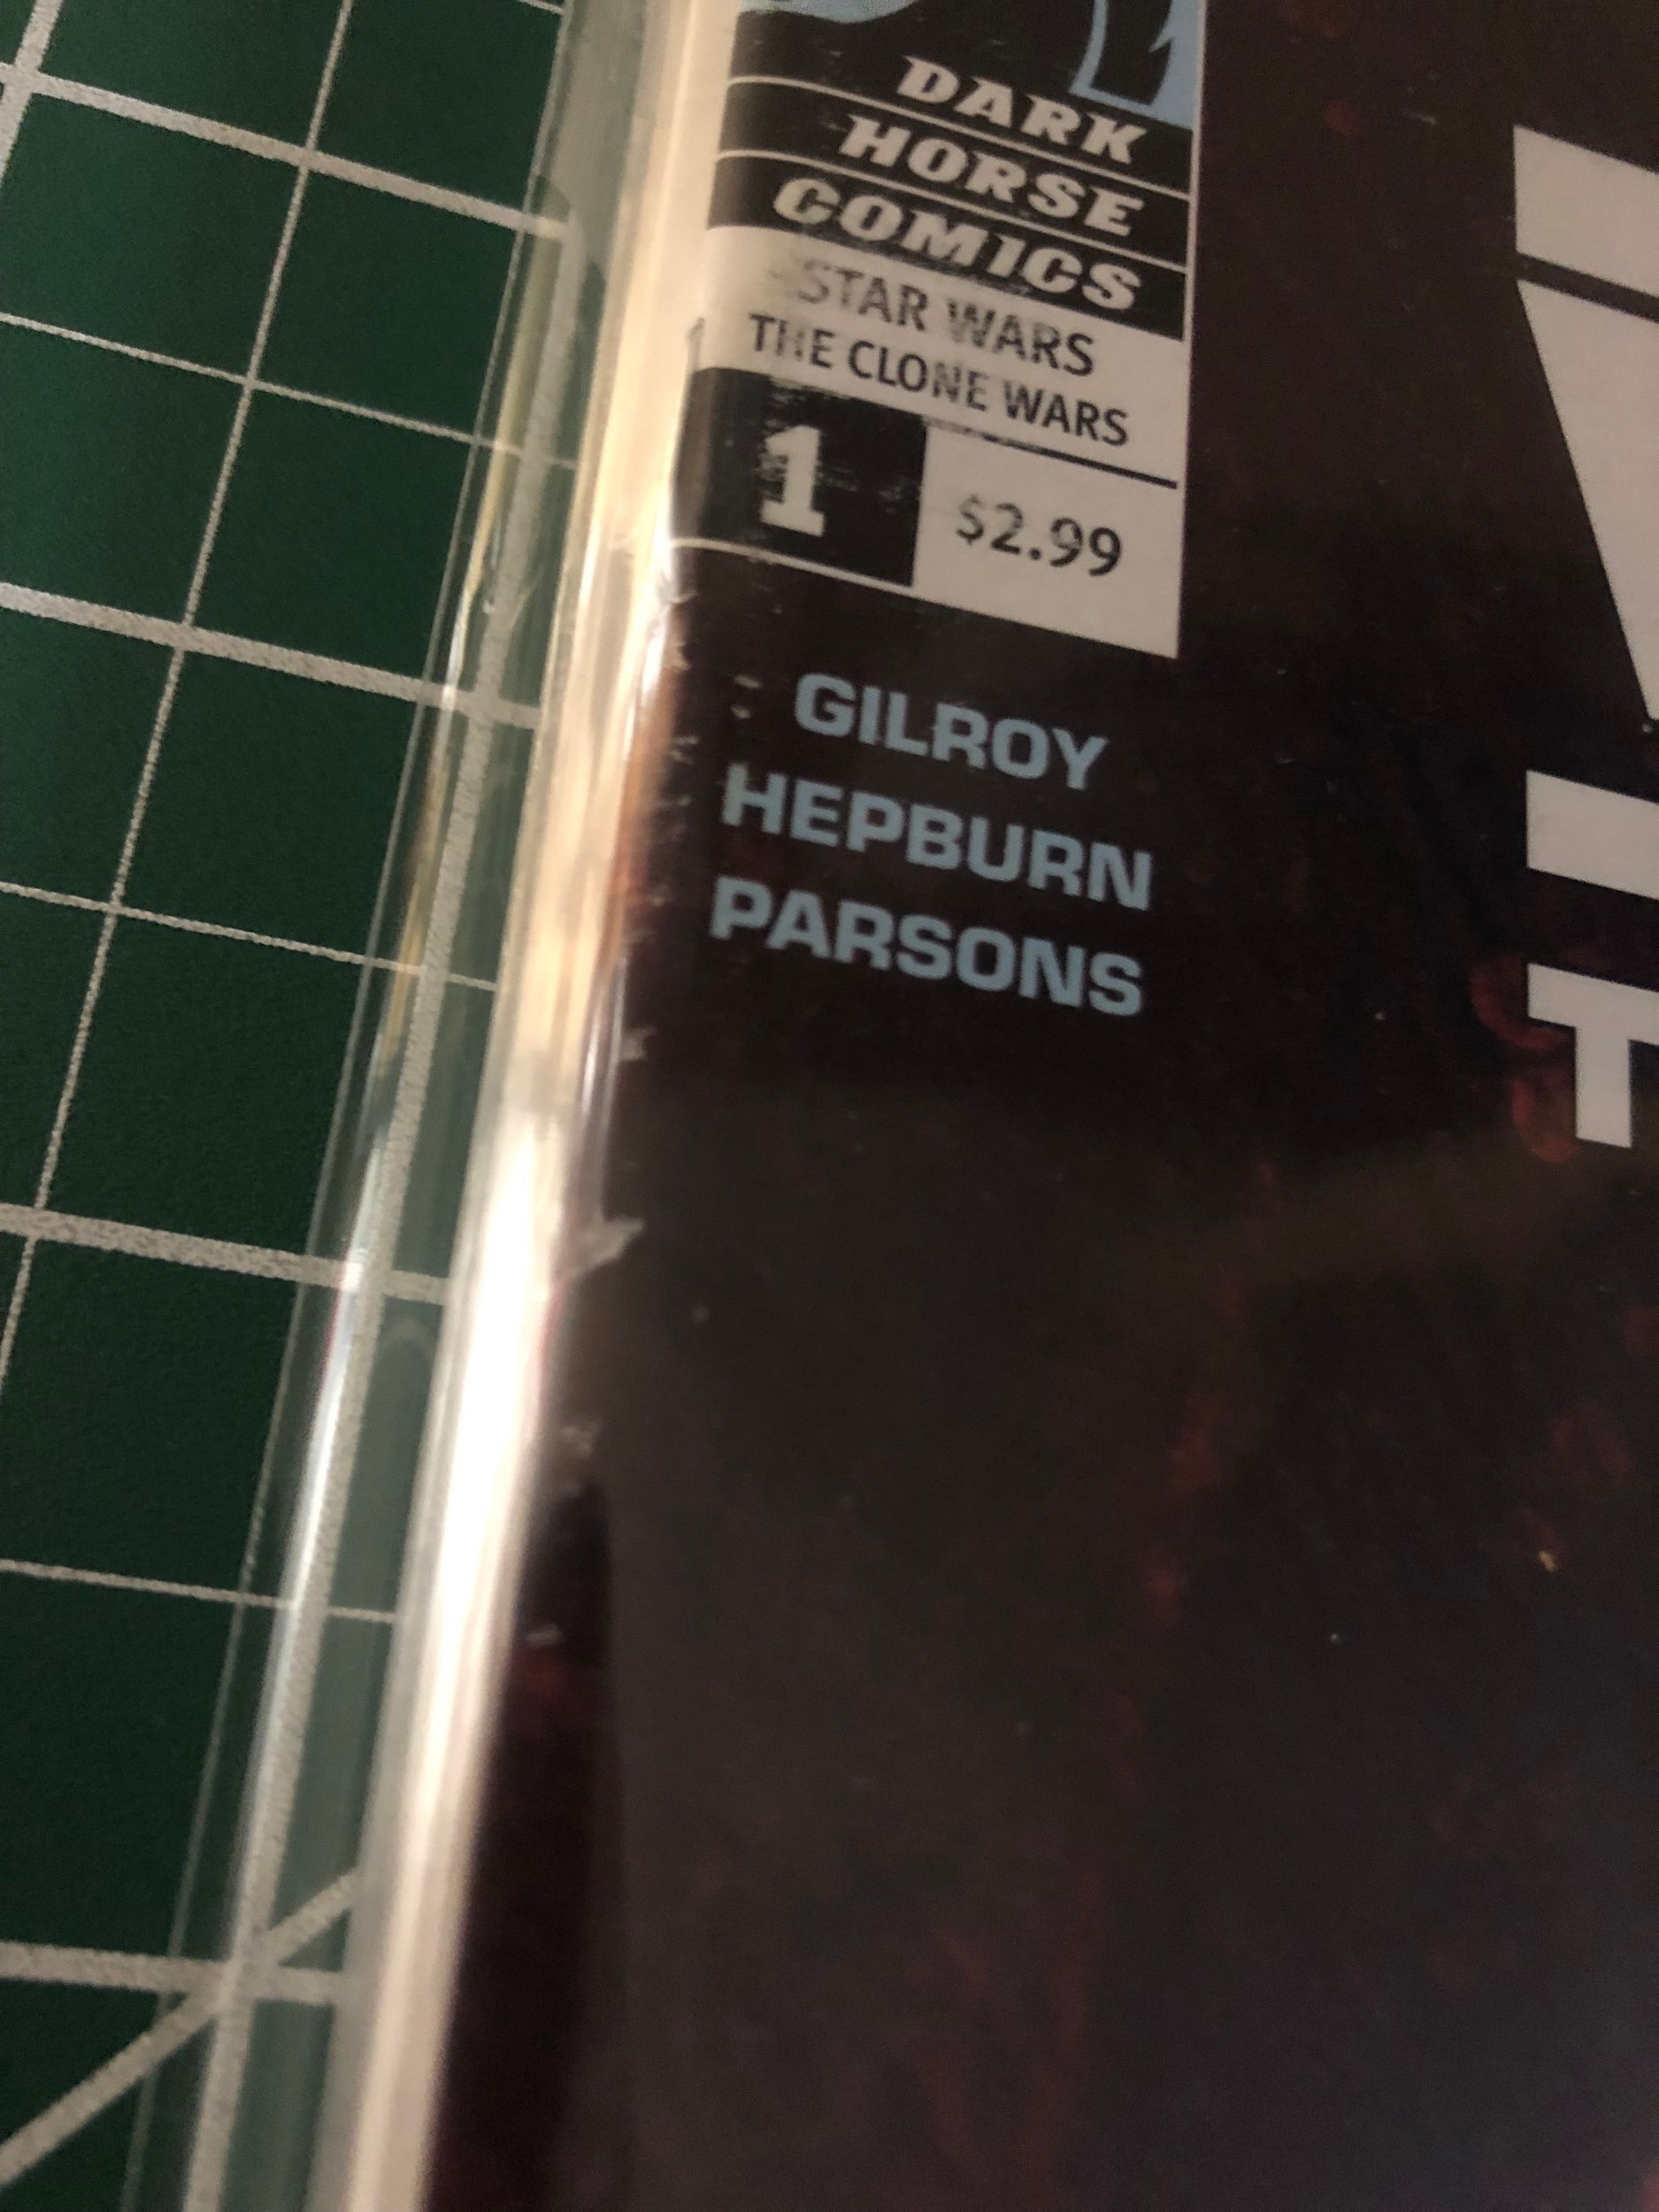 DARK
HORSE
COMICS
STAR WARS
THE CLONE WARS
1
$2.99
GILROY
HEPBURN
PARSONS
T